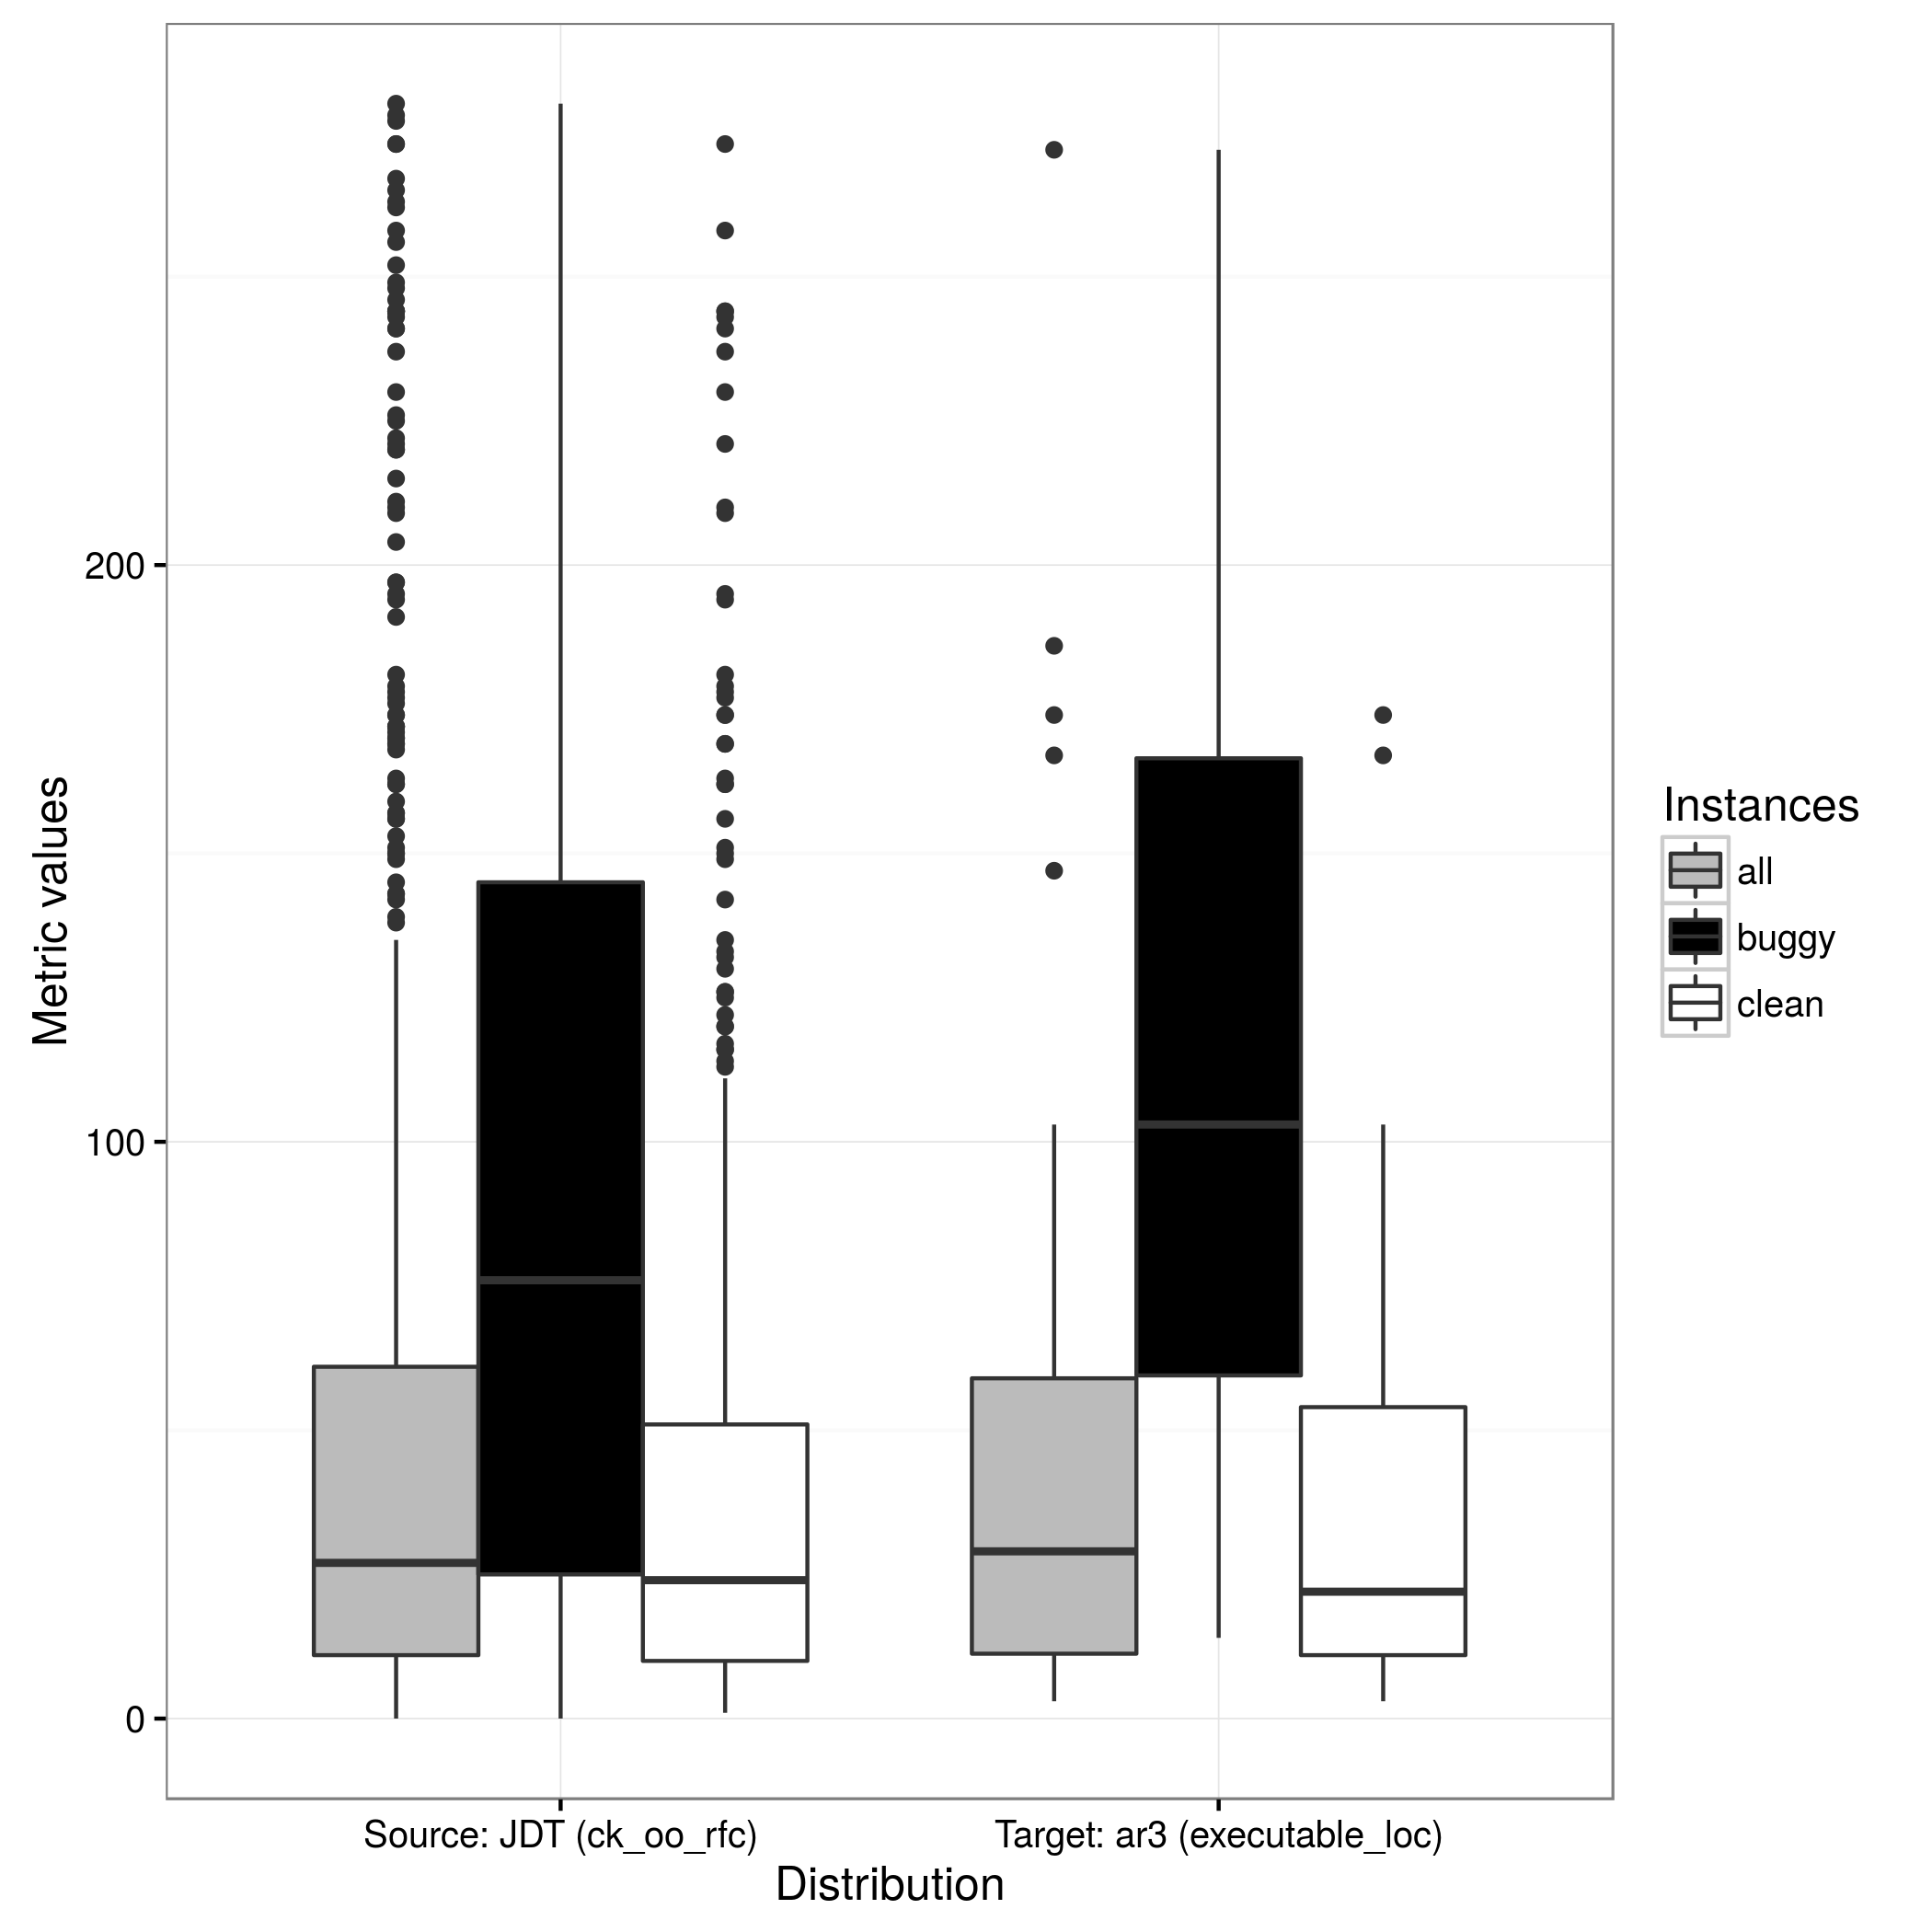 Metric values
200
100
0
Source: JDT (ck_oo_rfc)
Target: ar3 (executable_loc)
Distribution
Instances
all
buggy
clean